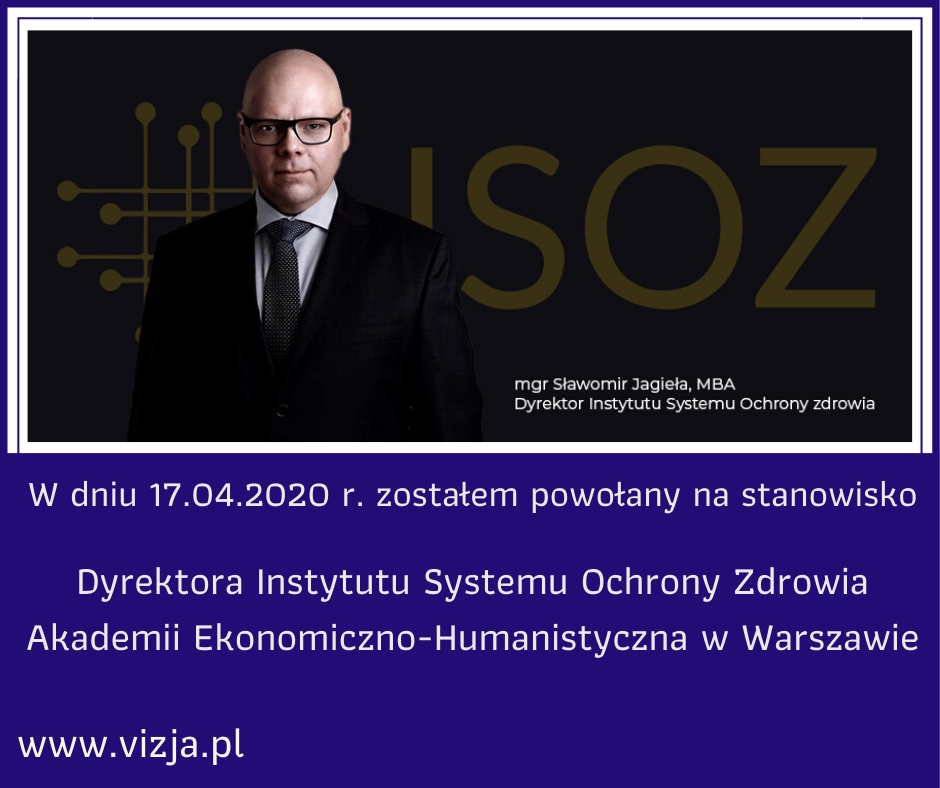 ISOZ
mgr Sławomir Jagieła, MBA
Dyrektor Instytutu Systemu Ochrony zdrowia
W dniu 17.04.2020 r. zostałem powołany na stanowisko
Dyrektora Instytutu Systemu Ochrony Zdrowia
Akademii Ekonomiczno-Humanistyczna w Warszawie
www.vizja.pl